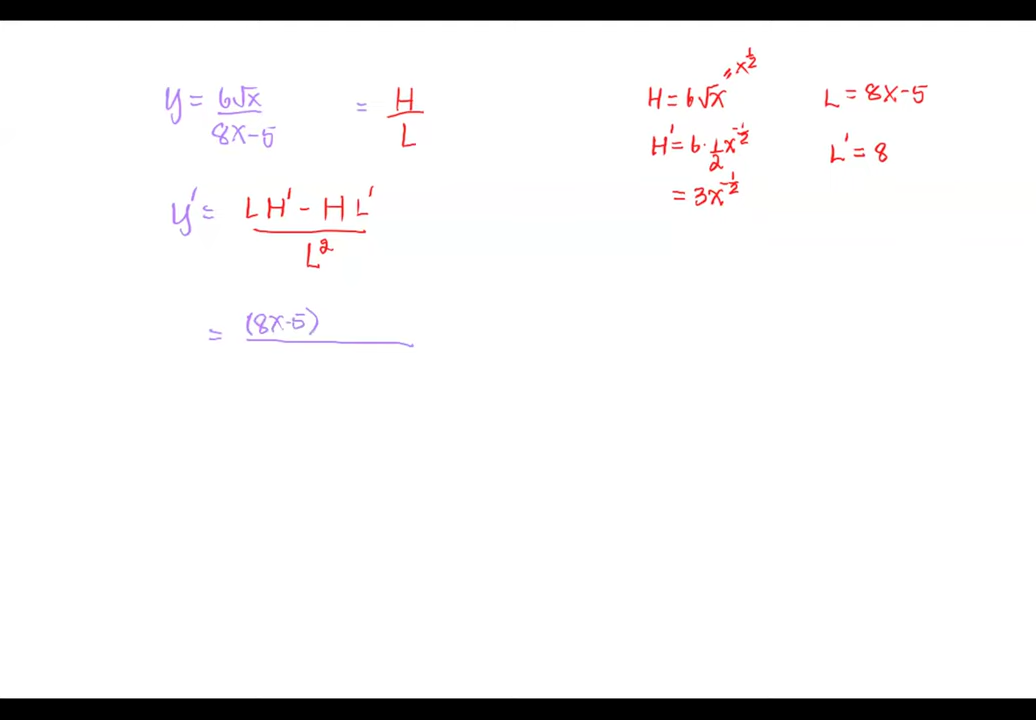 y = 6√x / 8x-5 = H / L
y' = LH' - HL' / L²
= (8x-5)
H = 6√x = x^½
H' = 6·½x^-½
= 3x^-½
L = 8x-5
L' = 8